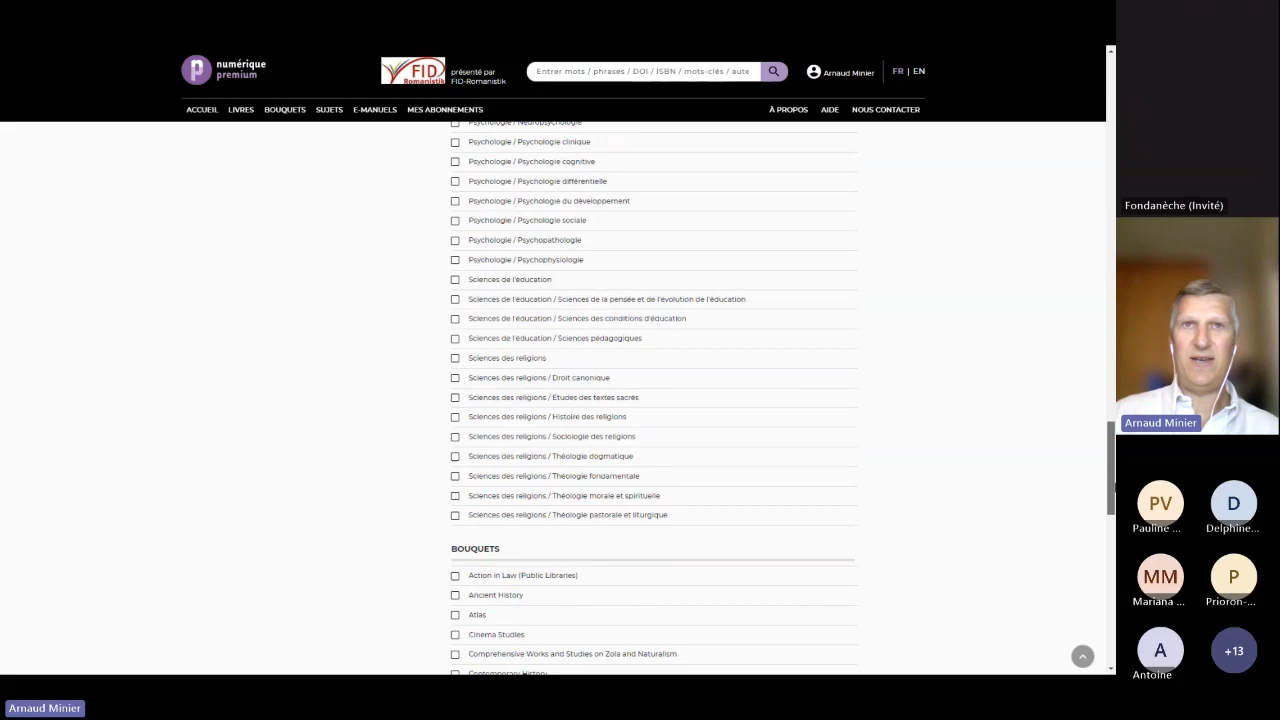 numérique
premium
FID
Romanistik
présenté par
FID-Romanistik
Entrer mots / phrases / DOI / ISBN / mots-clés / aute
Arnaud Minier
FR | EN
ACCUEIL LIVRES BOUQUETS SUJETS E-MANUELS MES ABONNEMENTS À PROPOS AIDE NOUS CONTACTER
Psychologie / Neuropsychologie
Psychologie / Psychologie clinique
Psychologie / Psychologie cognitive
Psychologie / Psychologie différentielle
Psychologie / Psychologie du développement
Psychologie / Psychologie sociale
Psychologie / Psychopathologie
Psychologie / Psychophysiologie
Sciences de l'éducation
Sciences de l'éducation / Sciences de la pensée et de l'évolution de l'éducation
Sciences de l'éducation / Sciences des conditions d'éducation
Sciences de l'éducation / Sciences pédagogiques
Sciences des religions
Sciences des religions / Droit canonique
Sciences des religions / Etudes des textes sacrés
Sciences des religions / Histoire des religions
Sciences des religions / Sociologie des religions
Sciences des religions / Théologie dogmatique
Sciences des religions / Théologie fondamentale
Sciences des religions / Théologie morale et spirituelle
Sciences des religions / Théologie pastorale et liturgique
BOUQUETS
Action in Law (Public Libraries)
Ancient History
Atlas
Cinema Studies
Comprehensive Works and Studies on Zola and Naturalism
Contemporary History
Fondanèche (Invité)
Arnaud Minier
PV
Pauline ...
D
Delphine...
MM
Mariana ...
P
Prioron-...
A
Antoine
+13
Arnaud Minier